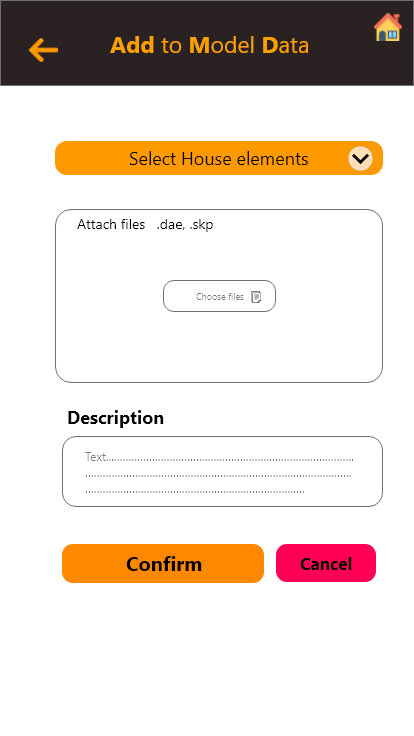 Add to Model Data
Select House elements
Attach files .dae, .skp
Choose files
Description
Text..........................................................................................
................................................................................................
................................................................................
Confirm
Cancel